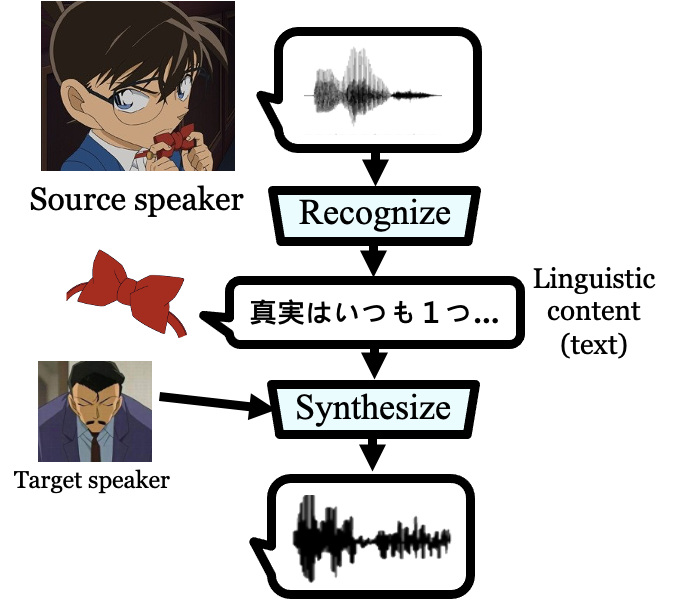 Source speaker
Recognize
真実はいつも１つ...
Linguistic
content
(text)
Synthesize
Target speaker